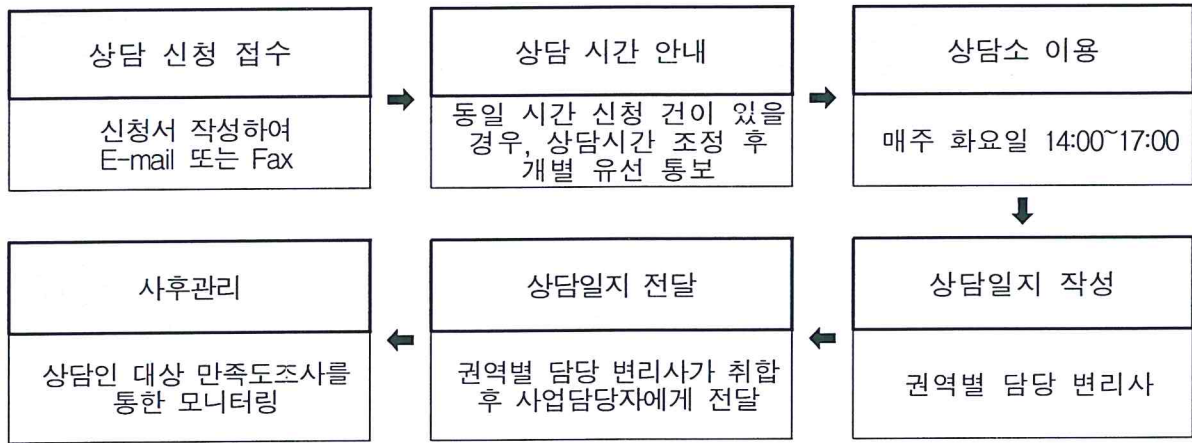 상담 신청 접수
신청서 작성하여
E-mail 또는 Fax
상담 시간 안내
동일 시간 신청 건이 있을
경우, 상담시간 조정 후
개별 유선 통보
상담소 이용
매주 화요일 14:00~17:00
상담일지 작성
권역별 담당 변리사
상담일지 전달
권역별 담당 변리사가 취합
후 사업담당자에게 전달
사후관리
상담인 대상 만족도조사를
통한 모니터링